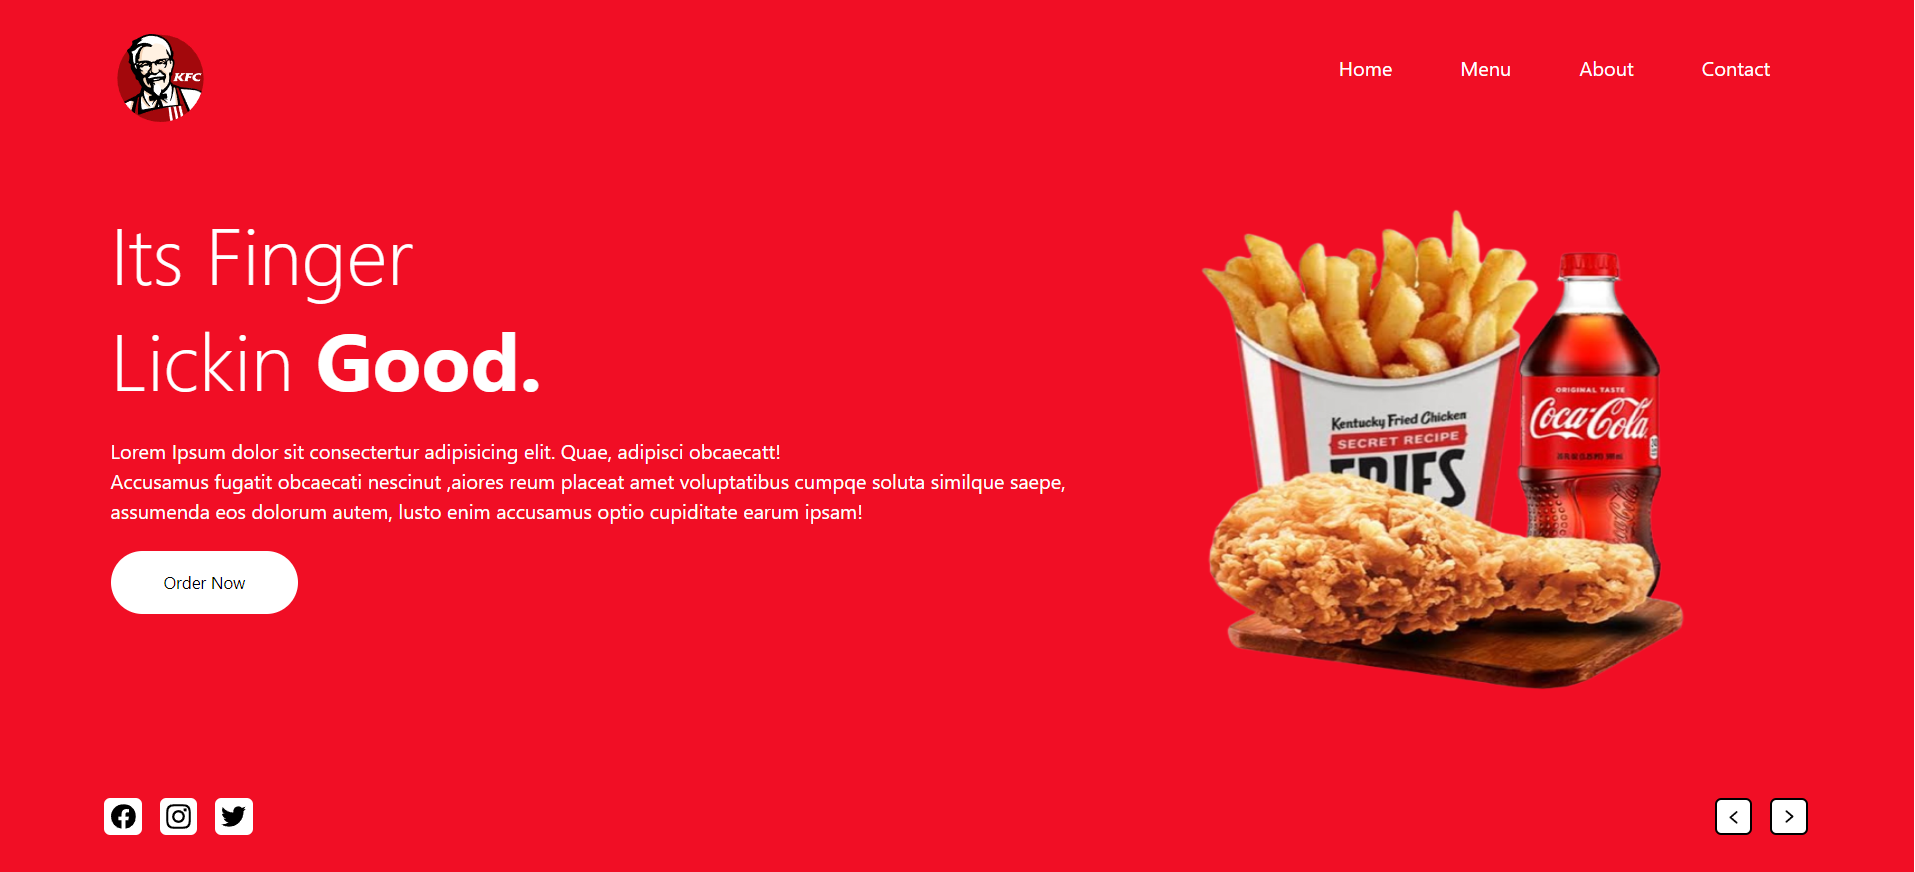 KFC
Home Menu About Contact
Its Finger
Lickin Good.
Lorem Ipsum dolor sit consectertur adipisicing elit. Quae, adipisci obcaecatt!
Accusamus fugatit obcaecati nescinut ,aiores reum placeat amet voluptatibus cumpqe soluta similque saepe,
assumenda eos dolorum autem, lusto enim accusamus optio cupiditate earum ipsam!
Order Now
Kentucky Fried Chicken
SECRET RECIPE
FRIES
ORIGINAL TASTE
Coca-Cola